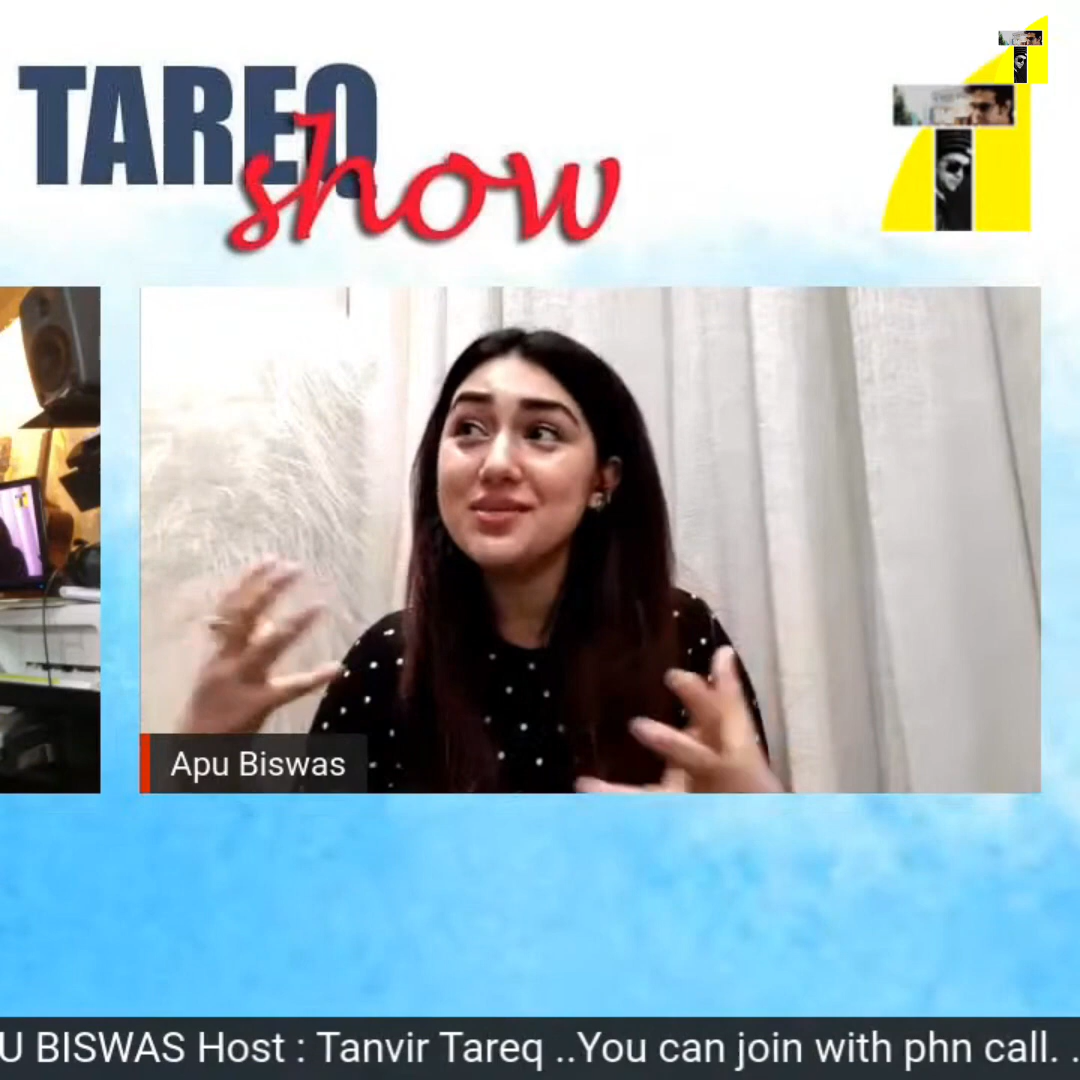 TAREQ
show
T
T
Apu Biswas
U BISWAS Host : Tanvir Tareq ..You can join with phn call. .